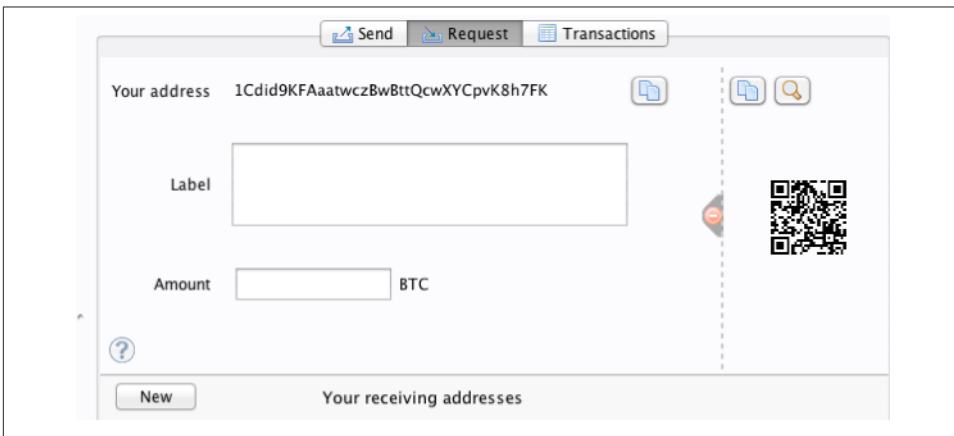 Send Request Transactions
Your address 1Cdid9KFAaatwczBwBttQcwXYCpvK8h7FK
Label
Amount BTC
?
New Your receiving addresses